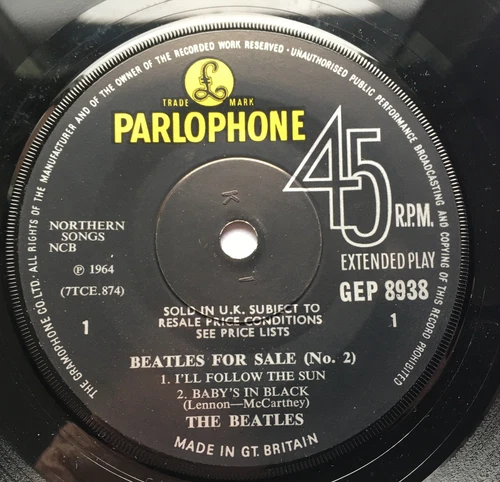 THE GRAMOPHONE CO. LTD. ALL RIGHTS OF THE MANUFACTURER AND OF THE OWNER OF THE RECORDED WORK RESERVED · UNAUTHORISED PUBLIC PERFORMANCE BROADCASTING AND COPYING OF THIS RECORD PROHIBITED
£
TRADE MARK
PARLOPHONE
45 R.P.M.
EXTENDED PLAY
GEP 8938
1
NORTHERN
SONGS
NCB
℗ 1964
(7TCE.874)
1
K
I
SOLD IN U.K. SUBJECT TO
RESALE PRICE CONDITIONS
SEE PRICE LISTS
BEATLES FOR SALE (No. 2)
1. I'LL FOLLOW THE SUN
2. BABY'S IN BLACK
(Lennon—McCartney)
THE BEATLES
MADE IN GT. BRITAIN